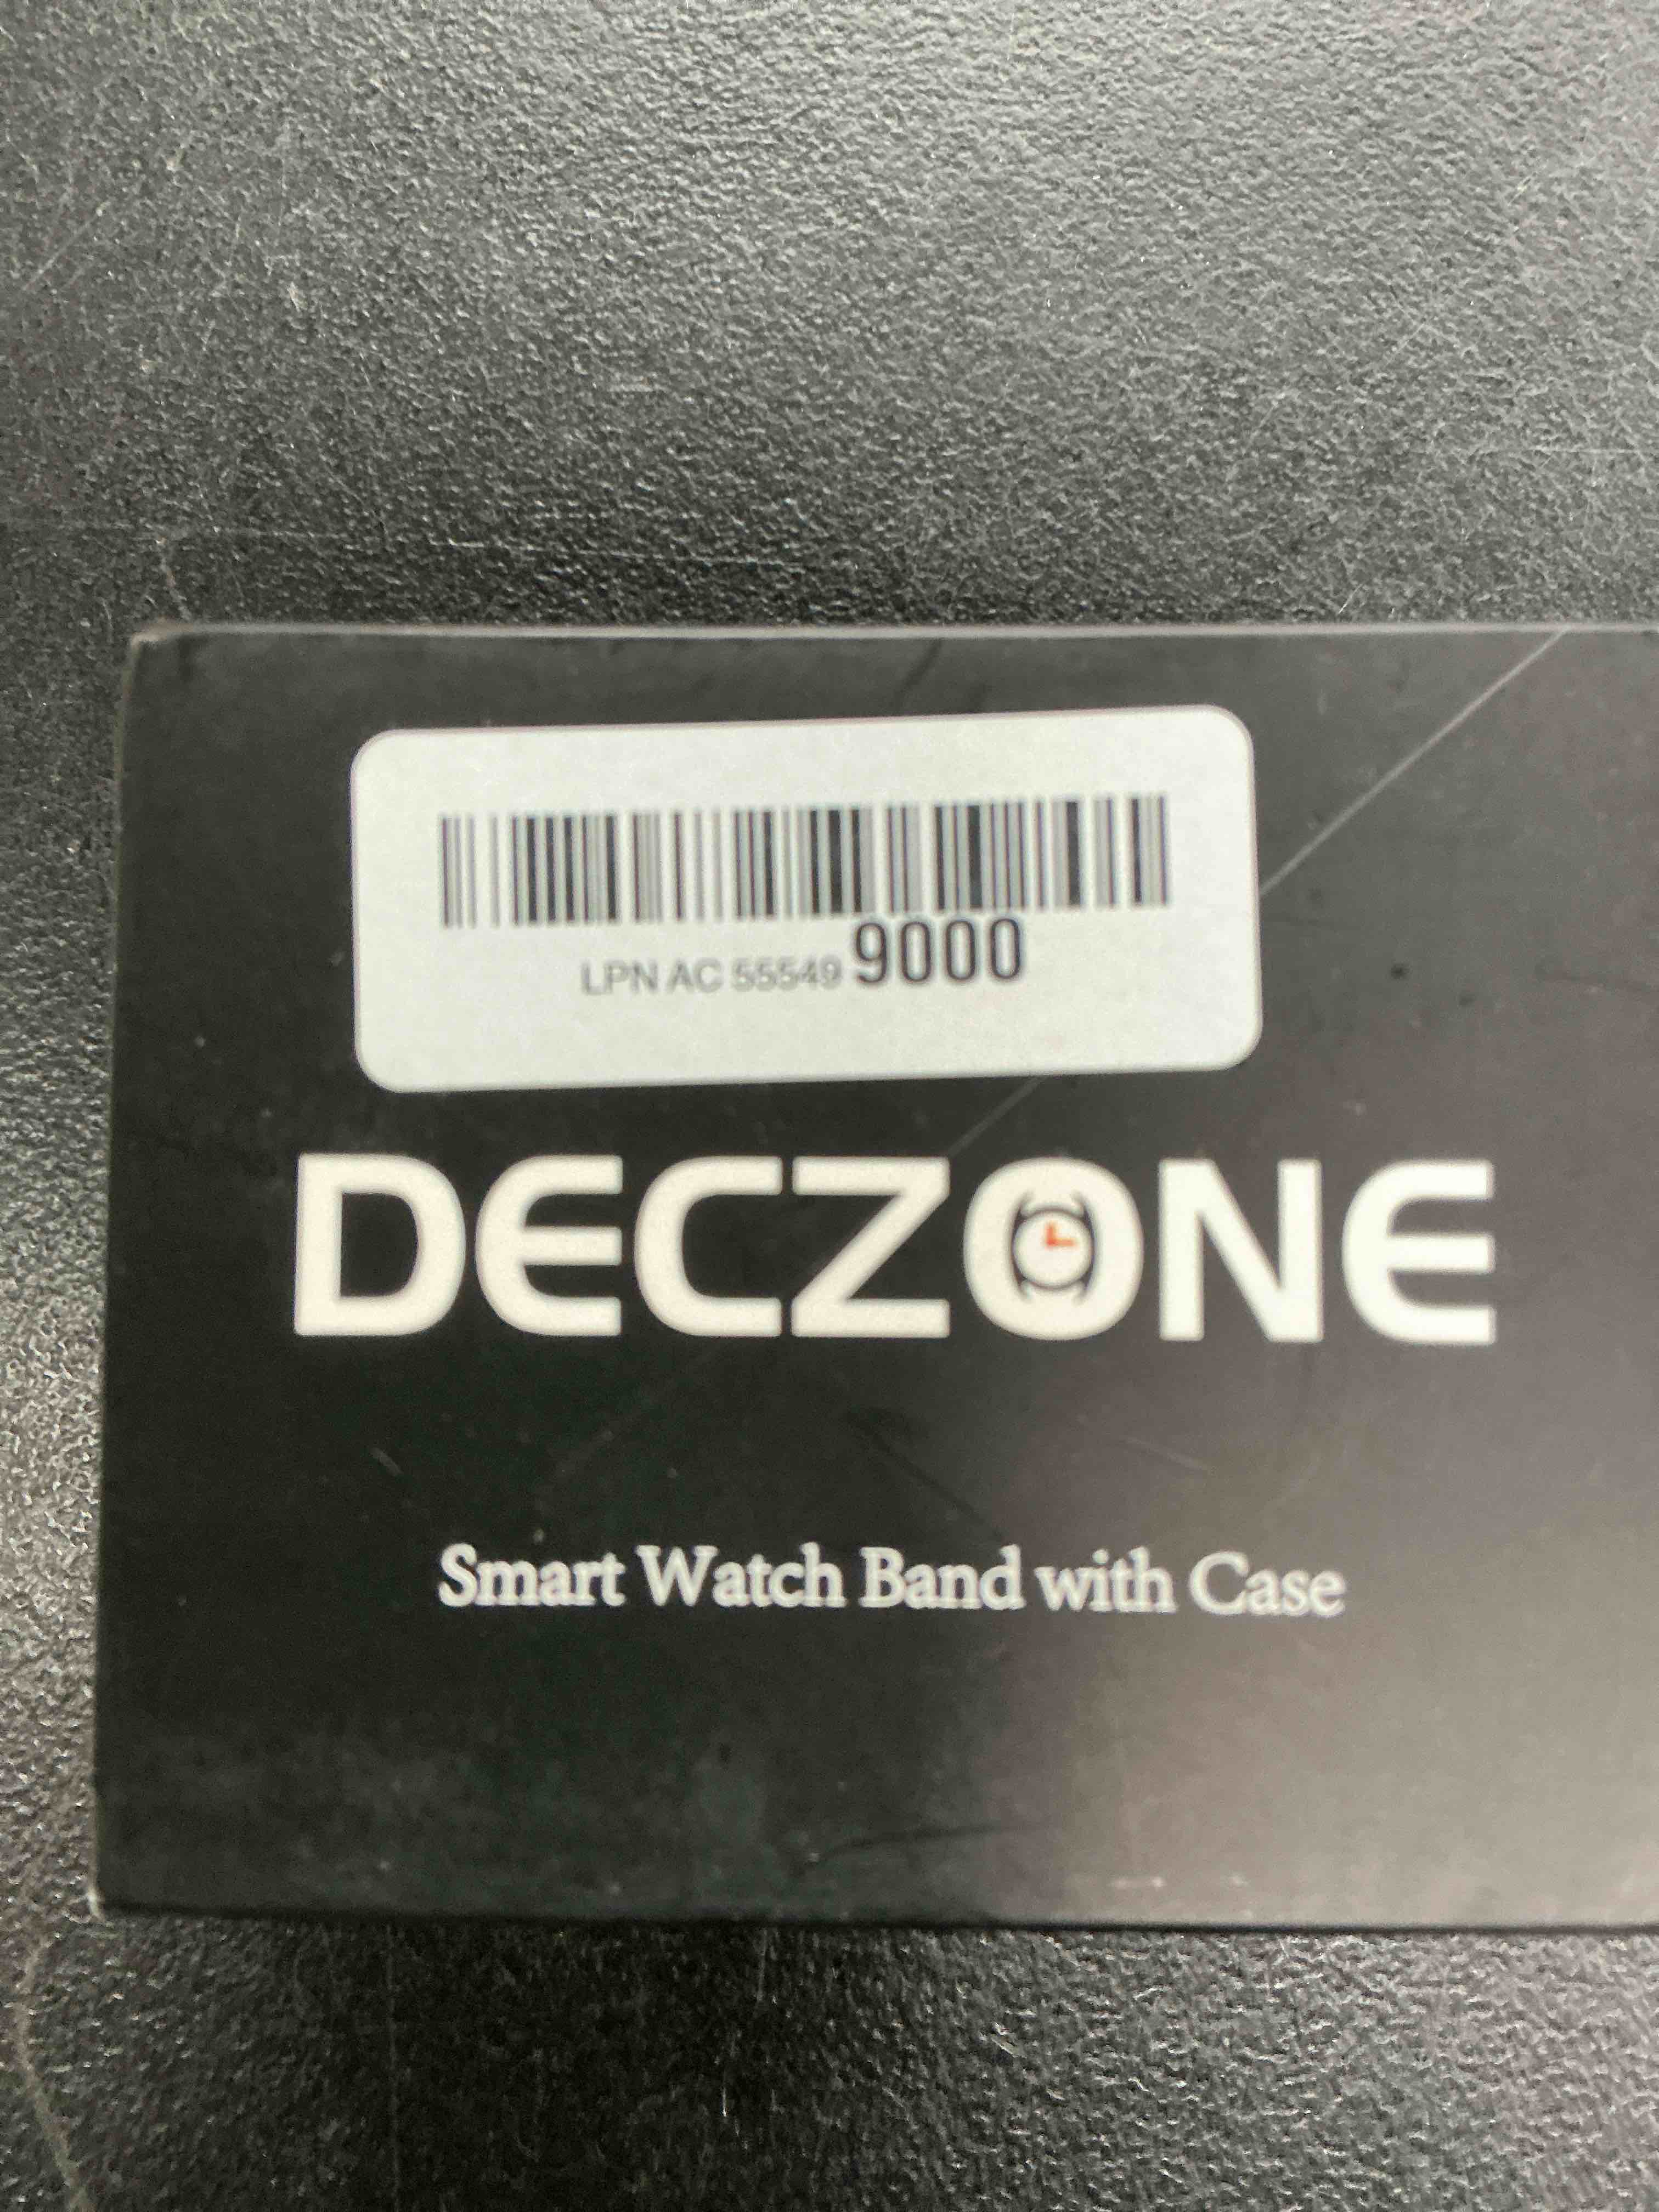 LPN AC 55549 9000
DECZONE
Smart Watch Band with Case